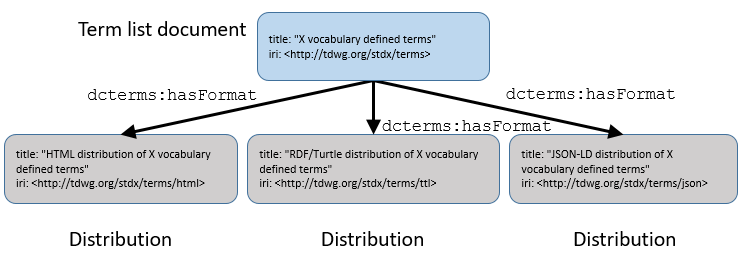 Term list document
title: "X vocabulary defined terms"
iri: <http://tdwg.org/stdx/terms>
dcterms:hasFormat
dcterms:hasFormat
dcterms:hasFormat
title: "HTML distribution of X vocabulary
defined terms"
iri: <http://tdwg.org/stdx/terms/html>
title: "RDF/Turtle distribution of X vocabulary
defined terms"
iri: <http://tdwg.org/stdx/terms/ttl>
title: "JSON-LD distribution of X
vocabulary defined terms"
iri: <http://tdwg.org/stdx/terms/json>
Distribution
Distribution
Distribution